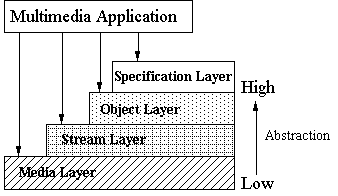 Multimedia Application
Specification Layer
High
Object Layer
Abstraction
Stream Layer
Media Layer
Low